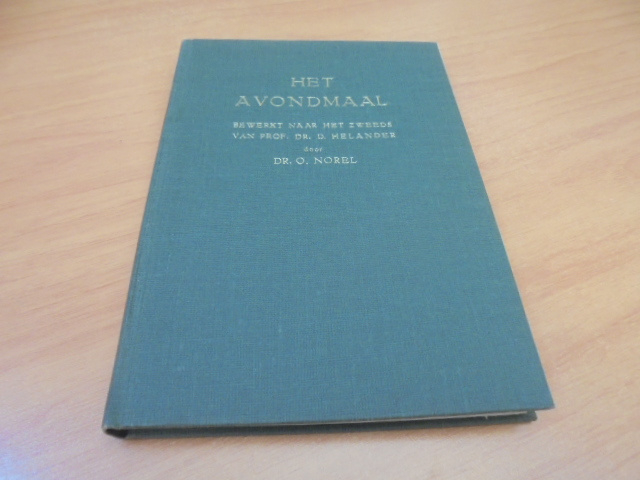 HET
AVONDMAAL
BEWERKT NAAR HET ZWEEDS
VAN PROF. DR. D. HELANDER
door
DR. O. NOREL